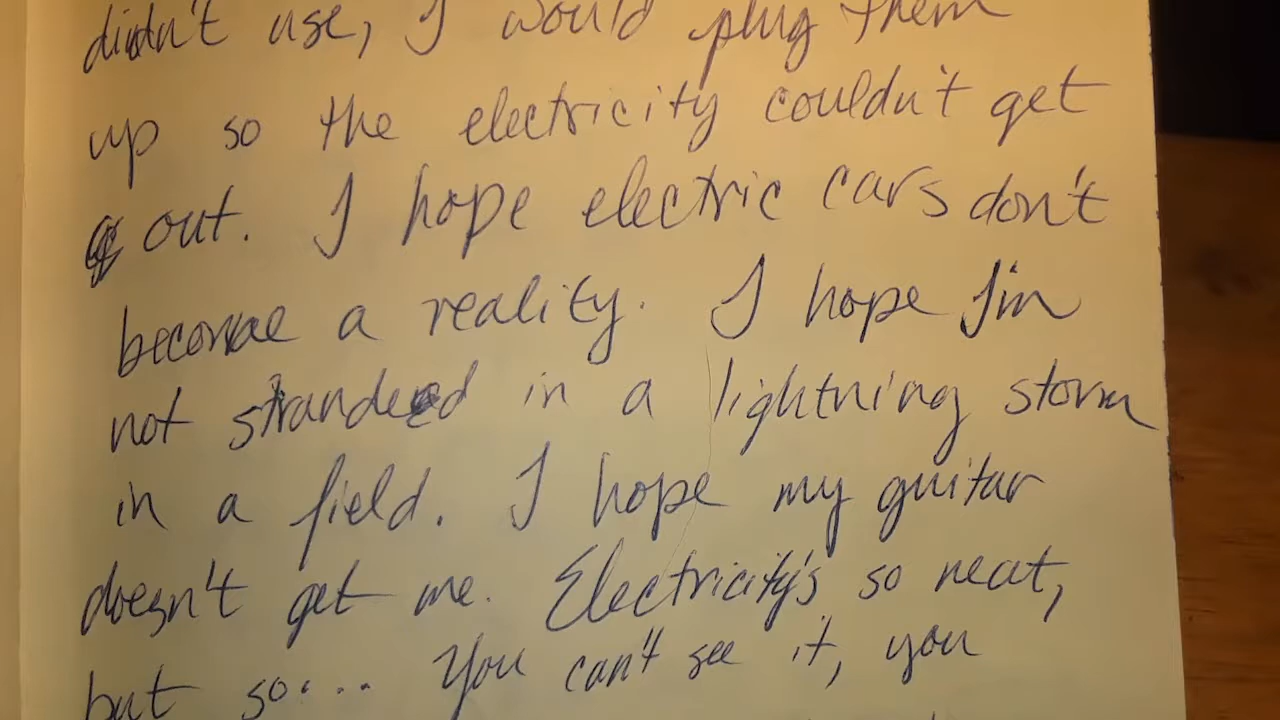 didn't use, I would plug them
up so the electricity couldn't get
out. I hope electric cars don't
become a reality. I hope I'm
not stranded in a lightning storm
in a field. I hope my guitar
doesn't get me. Electricity's so neat,
but so... You can't see it, you